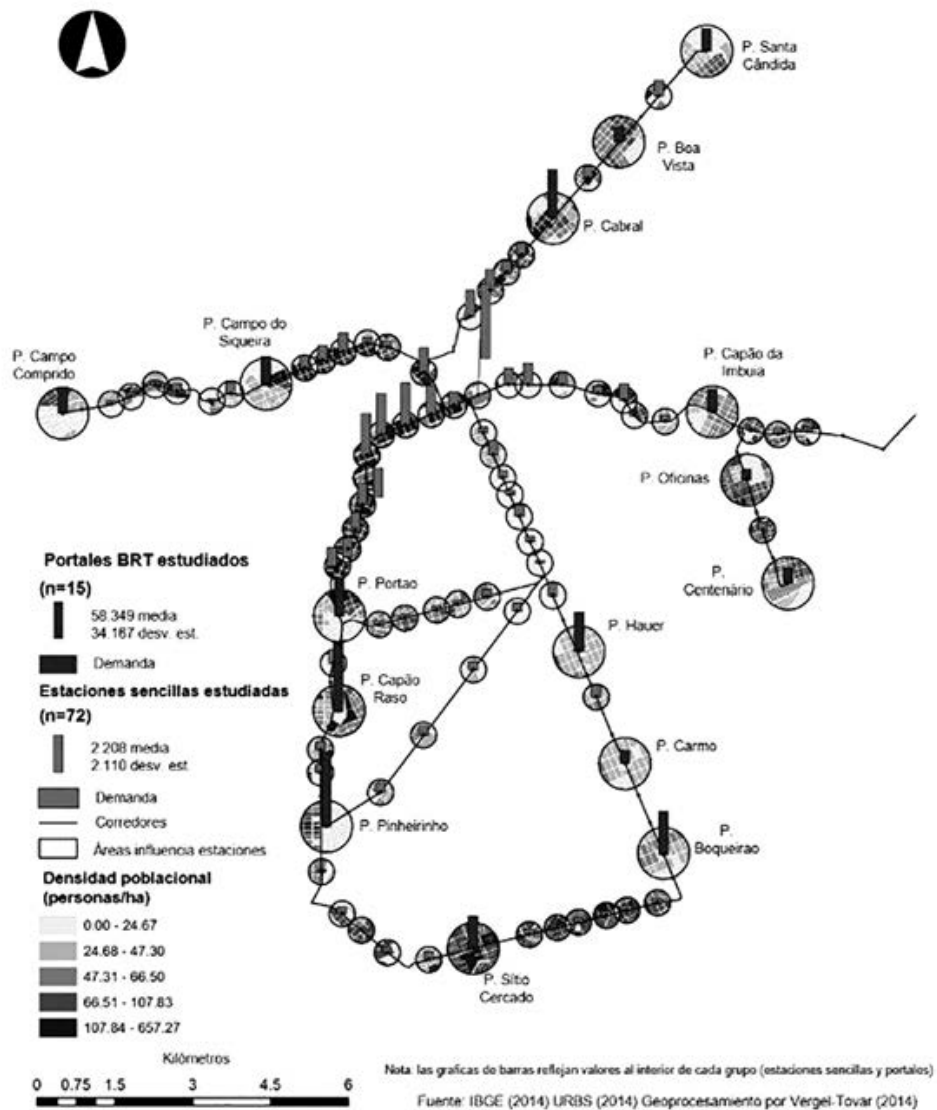 P. Santa
Cândida
P. Boa
Vista
P. Cabral
P. Campo do
Siqueira
P. Campo
Comprido
P. Capão da
Imbuia
P. Oficinas
P.
Centenário
P. Portao
P. Hauer
P. Capão
Raso
P. Carmo
P. Pinheirinho
P.
Boqueirao
P. Sítio
Cercado
Portales BRT estudiados
(n=15)
58.349 media
34.167 desv. est.
Demanda
Estaciones sencillas estudiadas
(n=72)
2.208 media
2.110 desv. est.
Demanda
Corredores
Áreas influencia estaciones
Densidad poblacional
(personas/ha)
0.00 - 24.67
24.68 - 47.30
47.31 - 66.50
66.51 - 107.83
107.84 - 657.27
Kilómetros
0 0.75 1.5 3 4.5 6
Nota: las graficas de barras reflejan valores al interior de cada grupo (estaciones sencillas y portales)
Fuente: IBGE (2014) URBS (2014) Geoprocesamiento por Vergel-Tovar (2014)